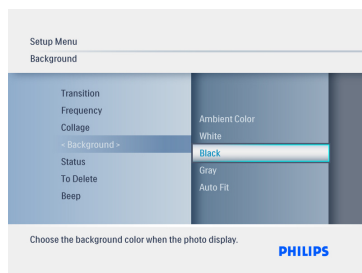 Setup Menu
Background
Transition
Frequency
Collage
< Background >
Status
To Delete
Beep
Ambient Color
White
Black
Gray
Auto Fit
Choose the background color when the photo display.
PHILIPS